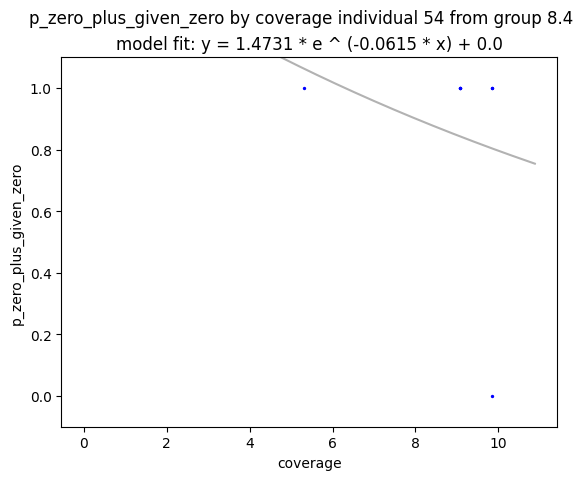 p_zero_plus_given_zero by coverage individual 54 from group 8.4
model fit: y = 1.4731 * e ^ (-0.0615 * x) + 0.0
1.0
0.8
0.6
0.4
0.2
0.0
p_zero_plus_given_zero
0 2 4 6 8 10
coverage